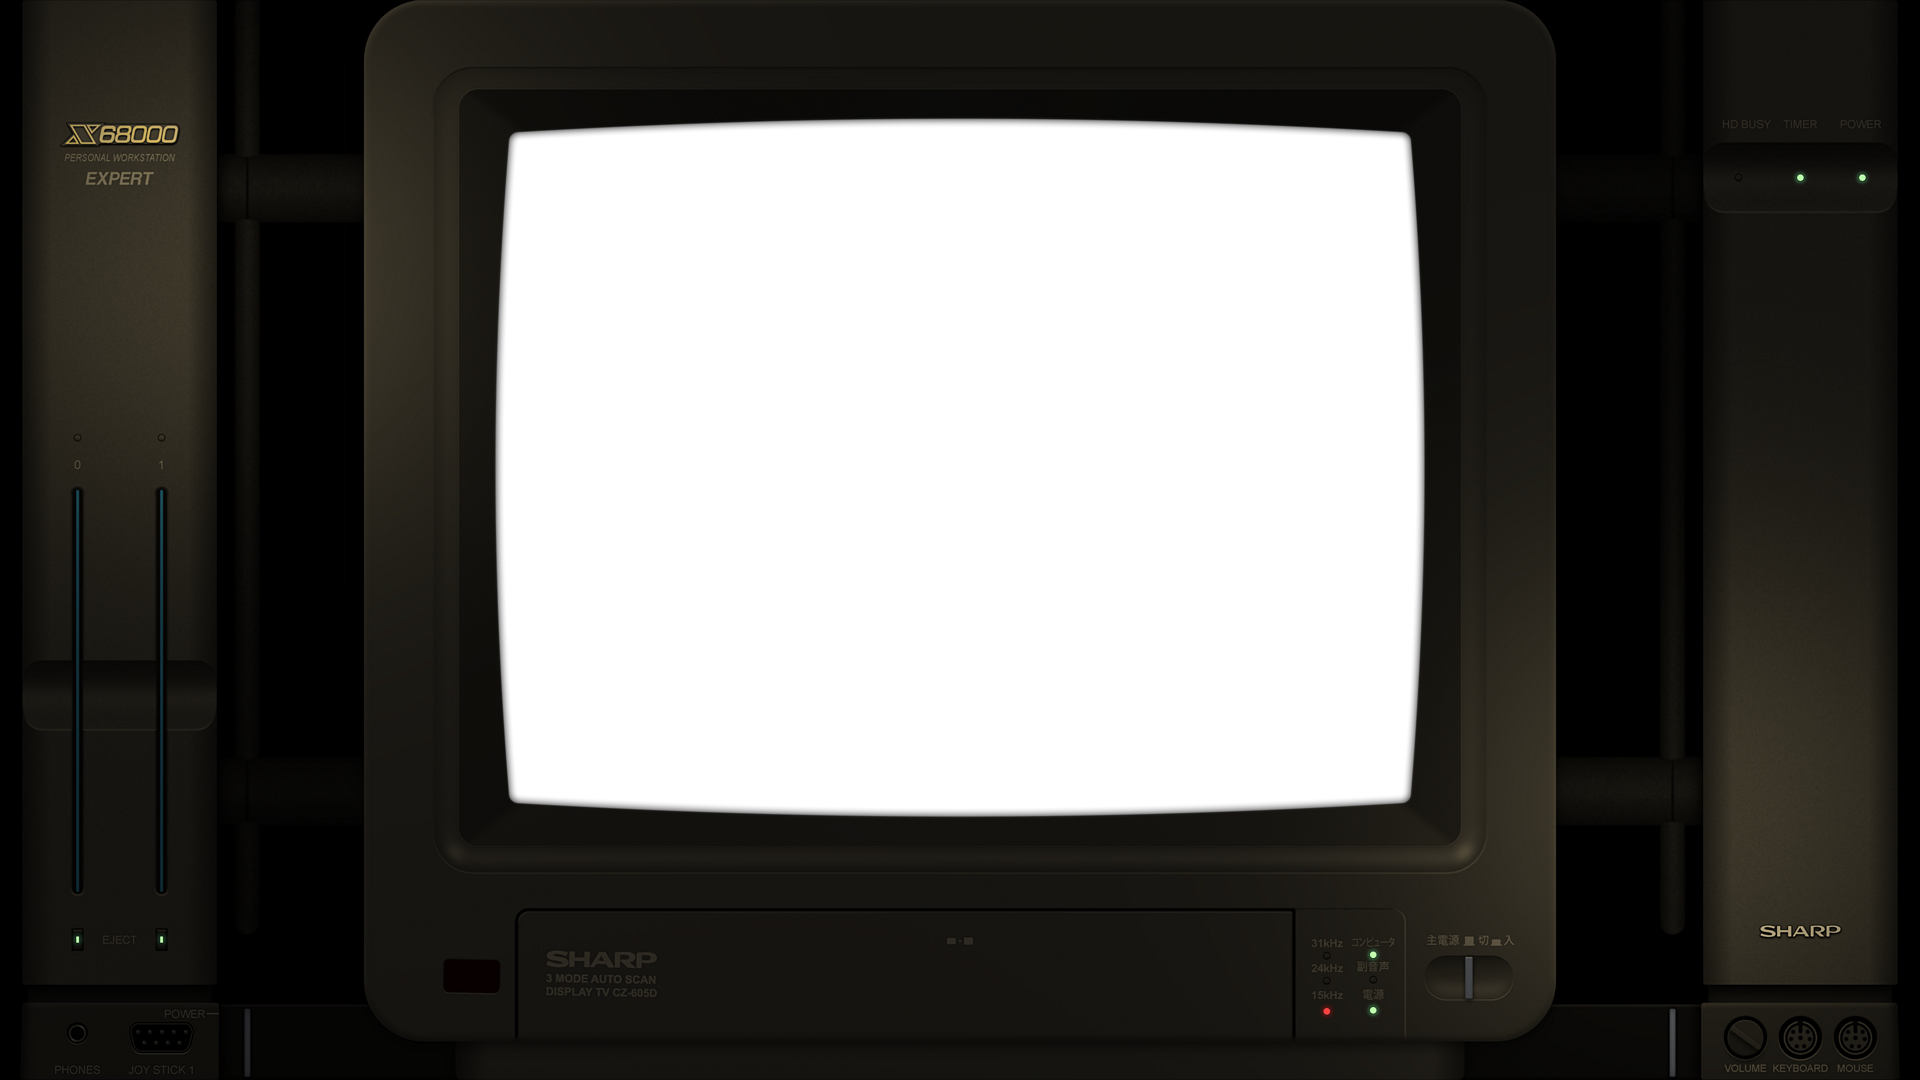 X68000
PERSONAL WORKSTATION
EXPERT
0 1
EJECT
POWER
PHONES JOY STICK 1
SHARP
3 MODE AUTO SCAN
DISPLAY TV CZ-605D
31kHz コンピュータ
24kHz 副音声
15kHz 電源
主電源 切 入
HD BUSY TIMER POWER
SHARP
VOLUME KEYBOARD MOUSE